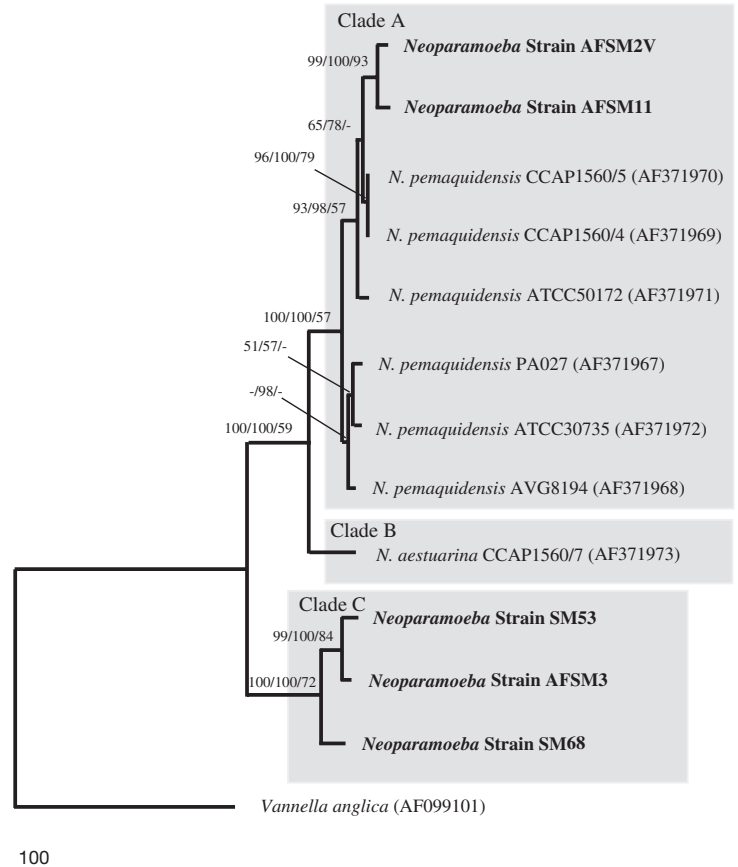 Clade A
Neoparamoeba Strain AFSM2V
99/100/93
Neoparamoeba Strain AFSM11
65/78/-
96/100/79
N. pemaquidensis CCAP1560/5 (AF371970)
93/98/57
N. pemaquidensis CCAP1560/4 (AF371969)
N. pemaquidensis ATCC50172 (AF371971)
100/100/57
51/57/-
N. pemaquidensis PA027 (AF371967)
-/98/-
100/100/59
N. pemaquidensis ATCC30735 (AF371972)
N. pemaquidensis AVG8194 (AF371968)
Clade B
N. aestuarina CCAP1560/7 (AF371973)
Clade C
Neoparamoeba Strain SM53
99/100/84
100/100/72
Neoparamoeba Strain AFSM3
Neoparamoeba Strain SM68
Vannella anglica (AF099101)
100